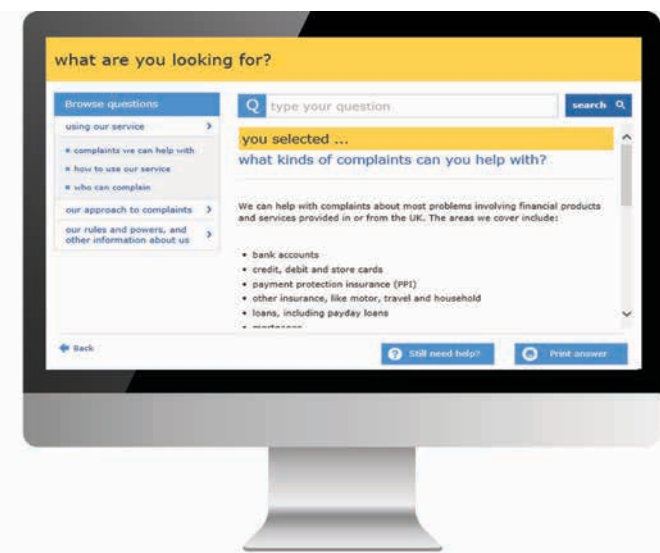 what are you looking for?
Browse questions
using our service
complaints we can help with
how to use our service
who can complain
our approach to complaints
our rules and powers, and
other information about us
Q type your question
search
you selected ...
what kinds of complaints can you help with?
We can help with complaints about most problems involving financial products
and services provided in or from the UK. The areas we cover include:
• bank accounts
• credit, debit and store cards
• payment protection insurance (PPI)
• other insurance, like motor, travel and household
• loans, including payday loans
• mortgages
Back
? Still need help?
Print answer